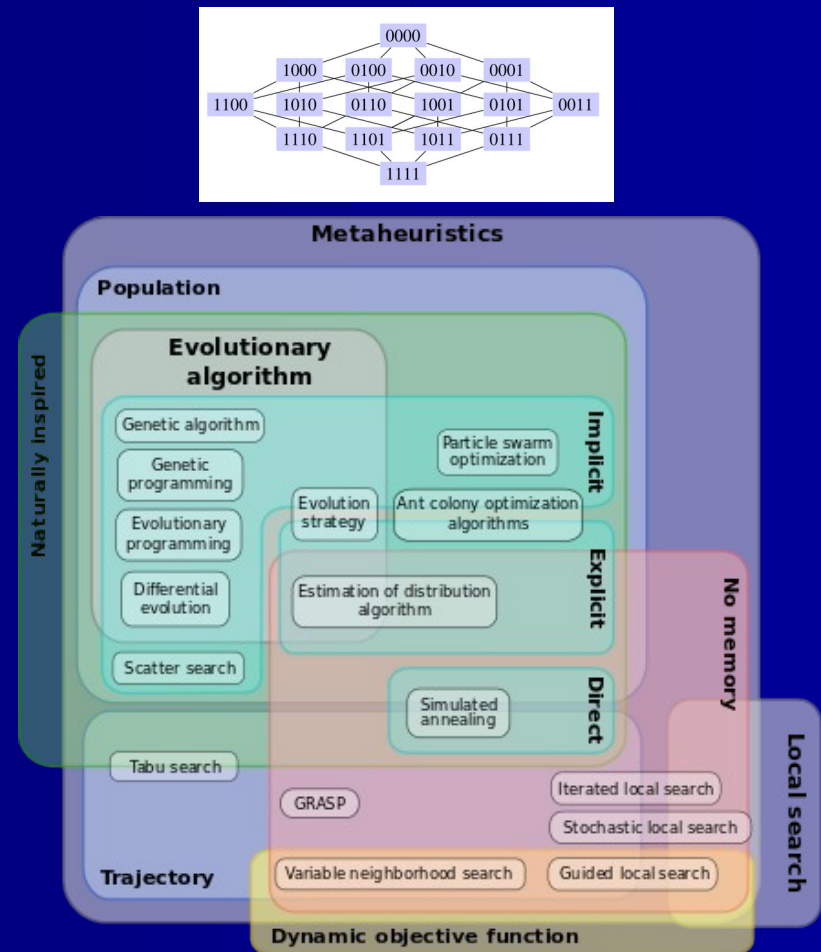 0000
1000 0100 0010 0001
1100 1010 0110 1001 0101 0011
1110 1101 1011 0111
1111
Metaheuristics
Population
Naturally inspired
Evolutionary
algorithm
Genetic algorithm
Genetic
programming
Evolutionary
programming
Differential
evolution
Scatter search
Evolution
strategy
Particle swarm
optimization
Ant colony optimization
algorithms
Implicit
Estimation of distribution
algorithm
Explicit
Simulated
annealing
Direct
No memory
Local search
Tabu search
GRASP
Iterated local search
Stochastic local search
Variable neighborhood search
Guided local search
Trajectory
Dynamic objective function